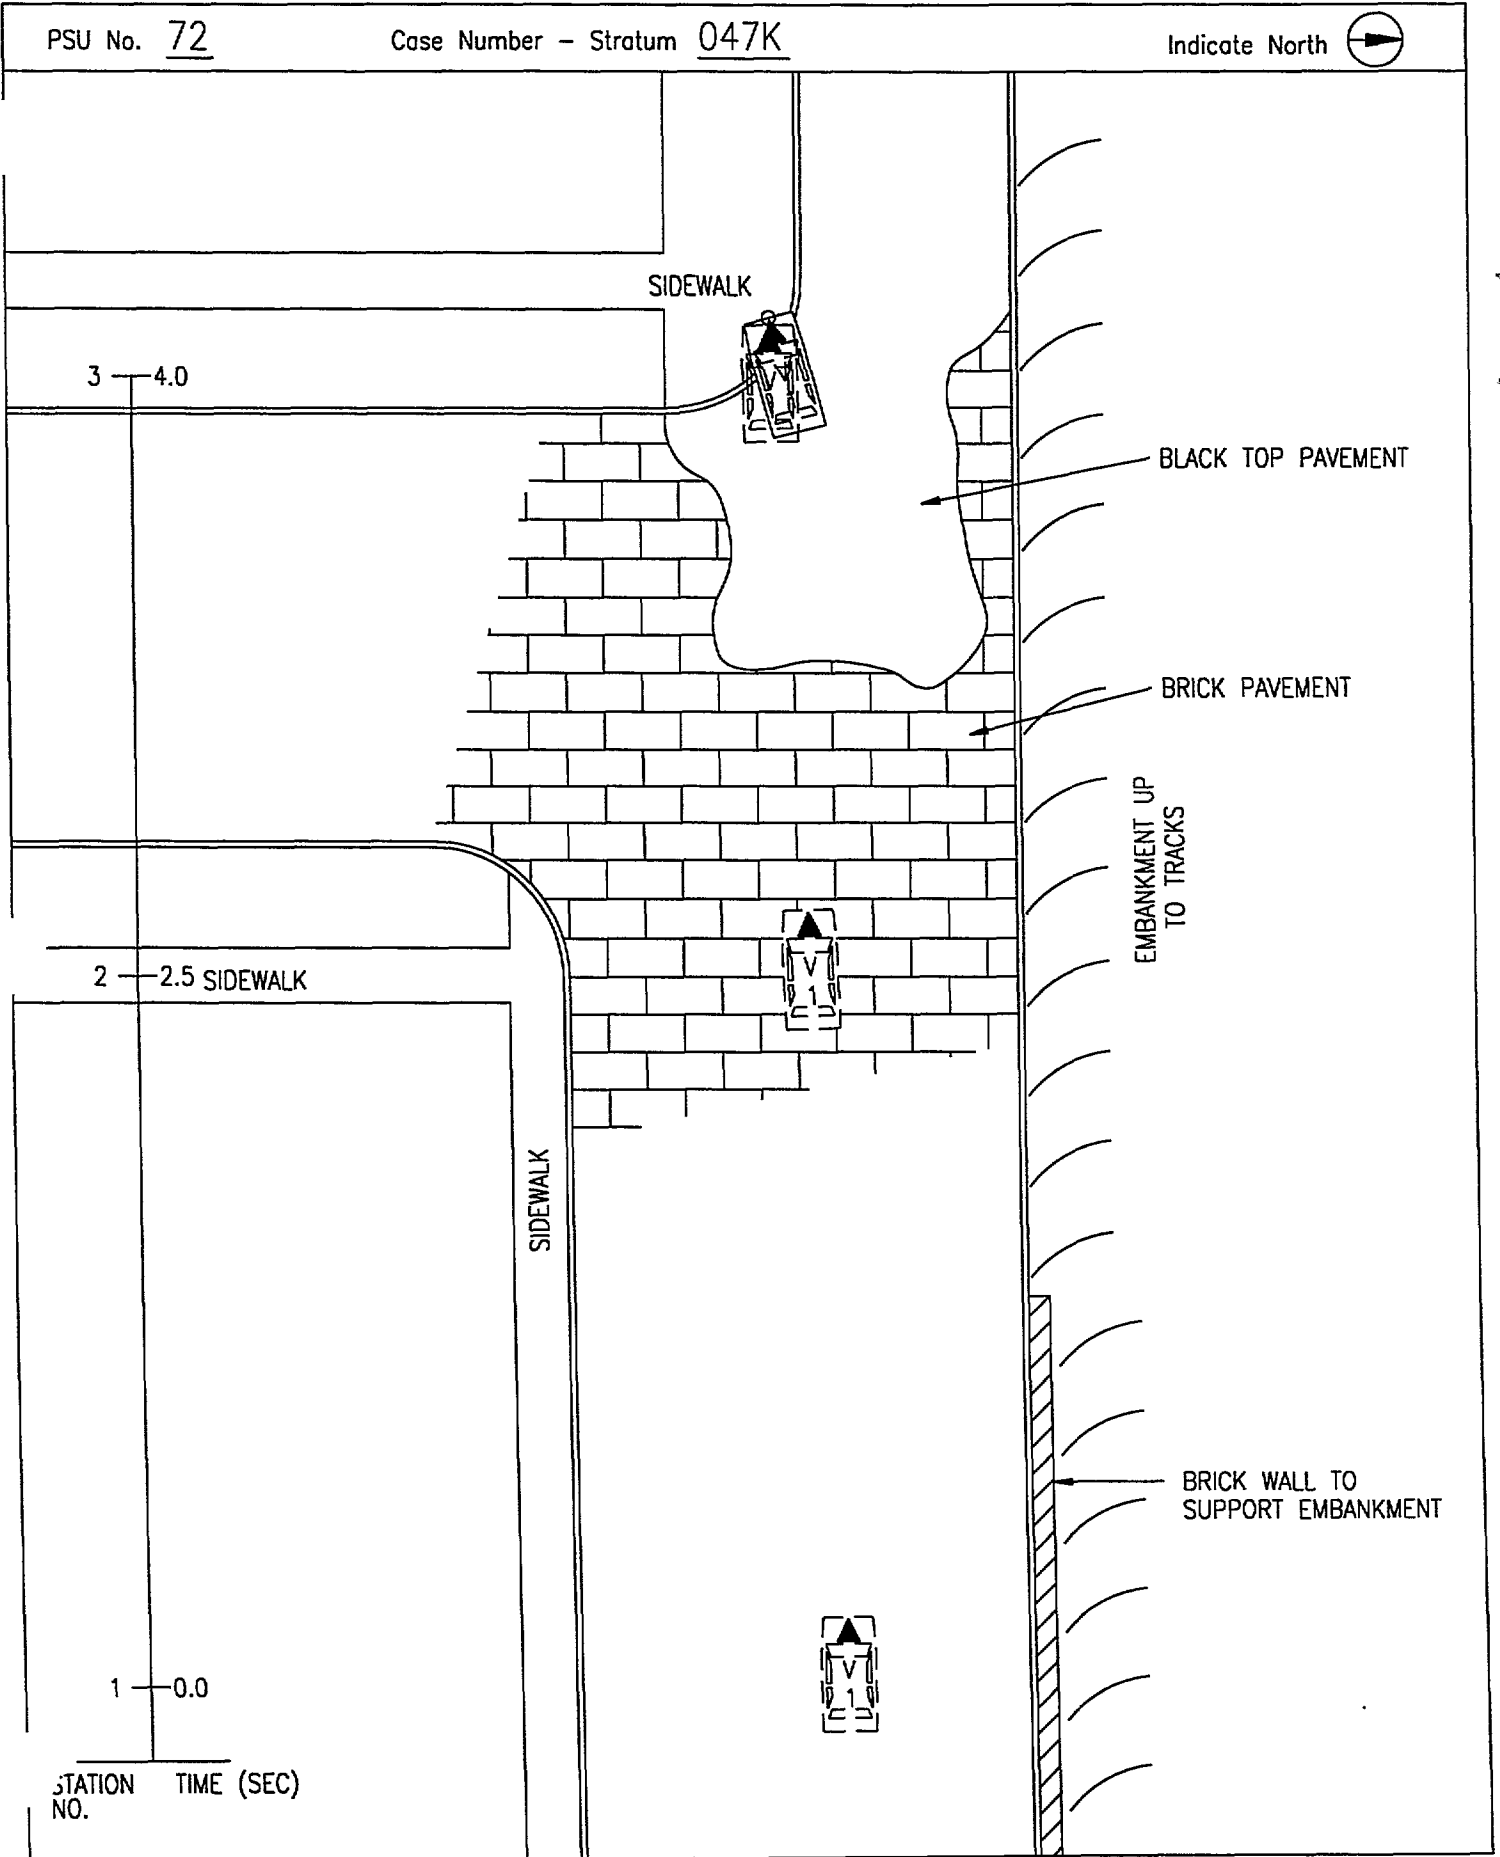 PSU No. 72 Case Number - Stratum 047K Indicate North
SIDEWALK
3 4.0
V
BLACK TOP PAVEMENT
BRICK PAVEMENT
EMBANKMENT UP
TO TRACKS
2 2.5 SIDEWALK
V
1
SIDEWALK
BRICK WALL TO
SUPPORT EMBANKMENT
V
1
1 0.0
STATION TIME (SEC)
NO.